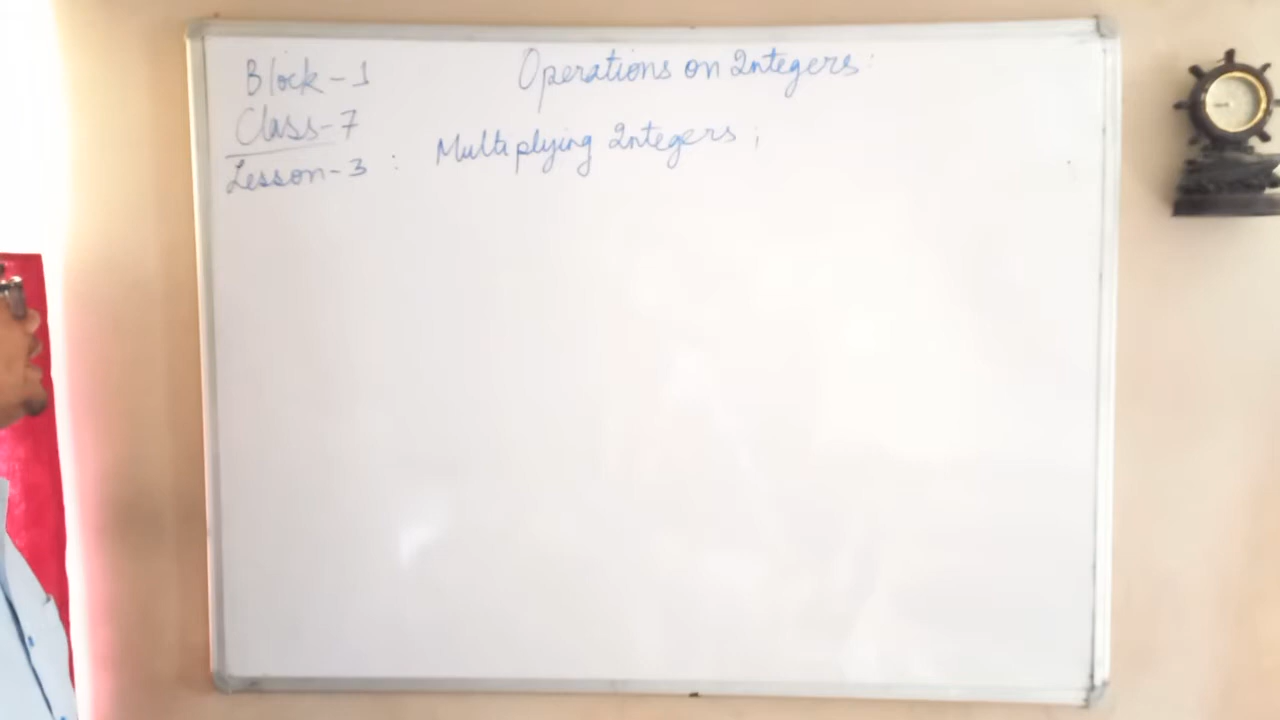 Operations on Integers:
Block-1
Class-7
Lesson-3 : Multiplying Integers ;